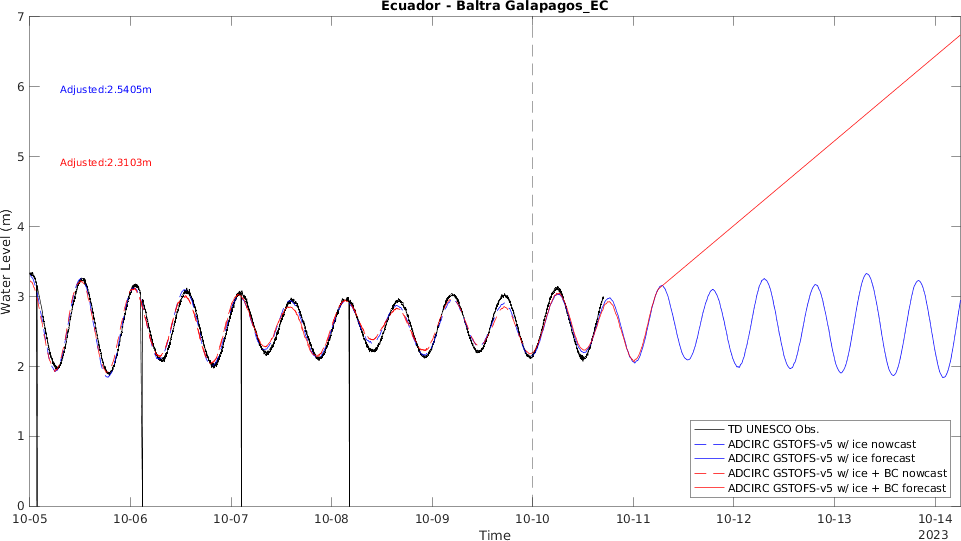 Ecuador - Baltra Galapagos_EC
7
6
5
4
3
2
1
0
Water Level (m)
Adjusted:2.5405m
Adjusted:2.3103m
TD UNESCO Obs.
ADCIRC GSTOFS-v5 w/ ice nowcast
ADCIRC GSTOFS-v5 w/ ice forecast
ADCIRC GSTOFS-v5 w/ ice + BC nowcast
ADCIRC GSTOFS-v5 w/ ice + BC forecast
10-05 10-06 10-07 10-08 10-09 10-10 10-11 10-12 10-13 10-14
Time
2023